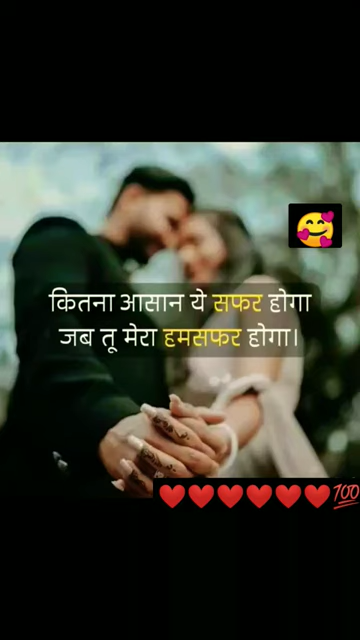 कितना आसान ये सफर होगा
जब तू मेरा हमसफर होगा।